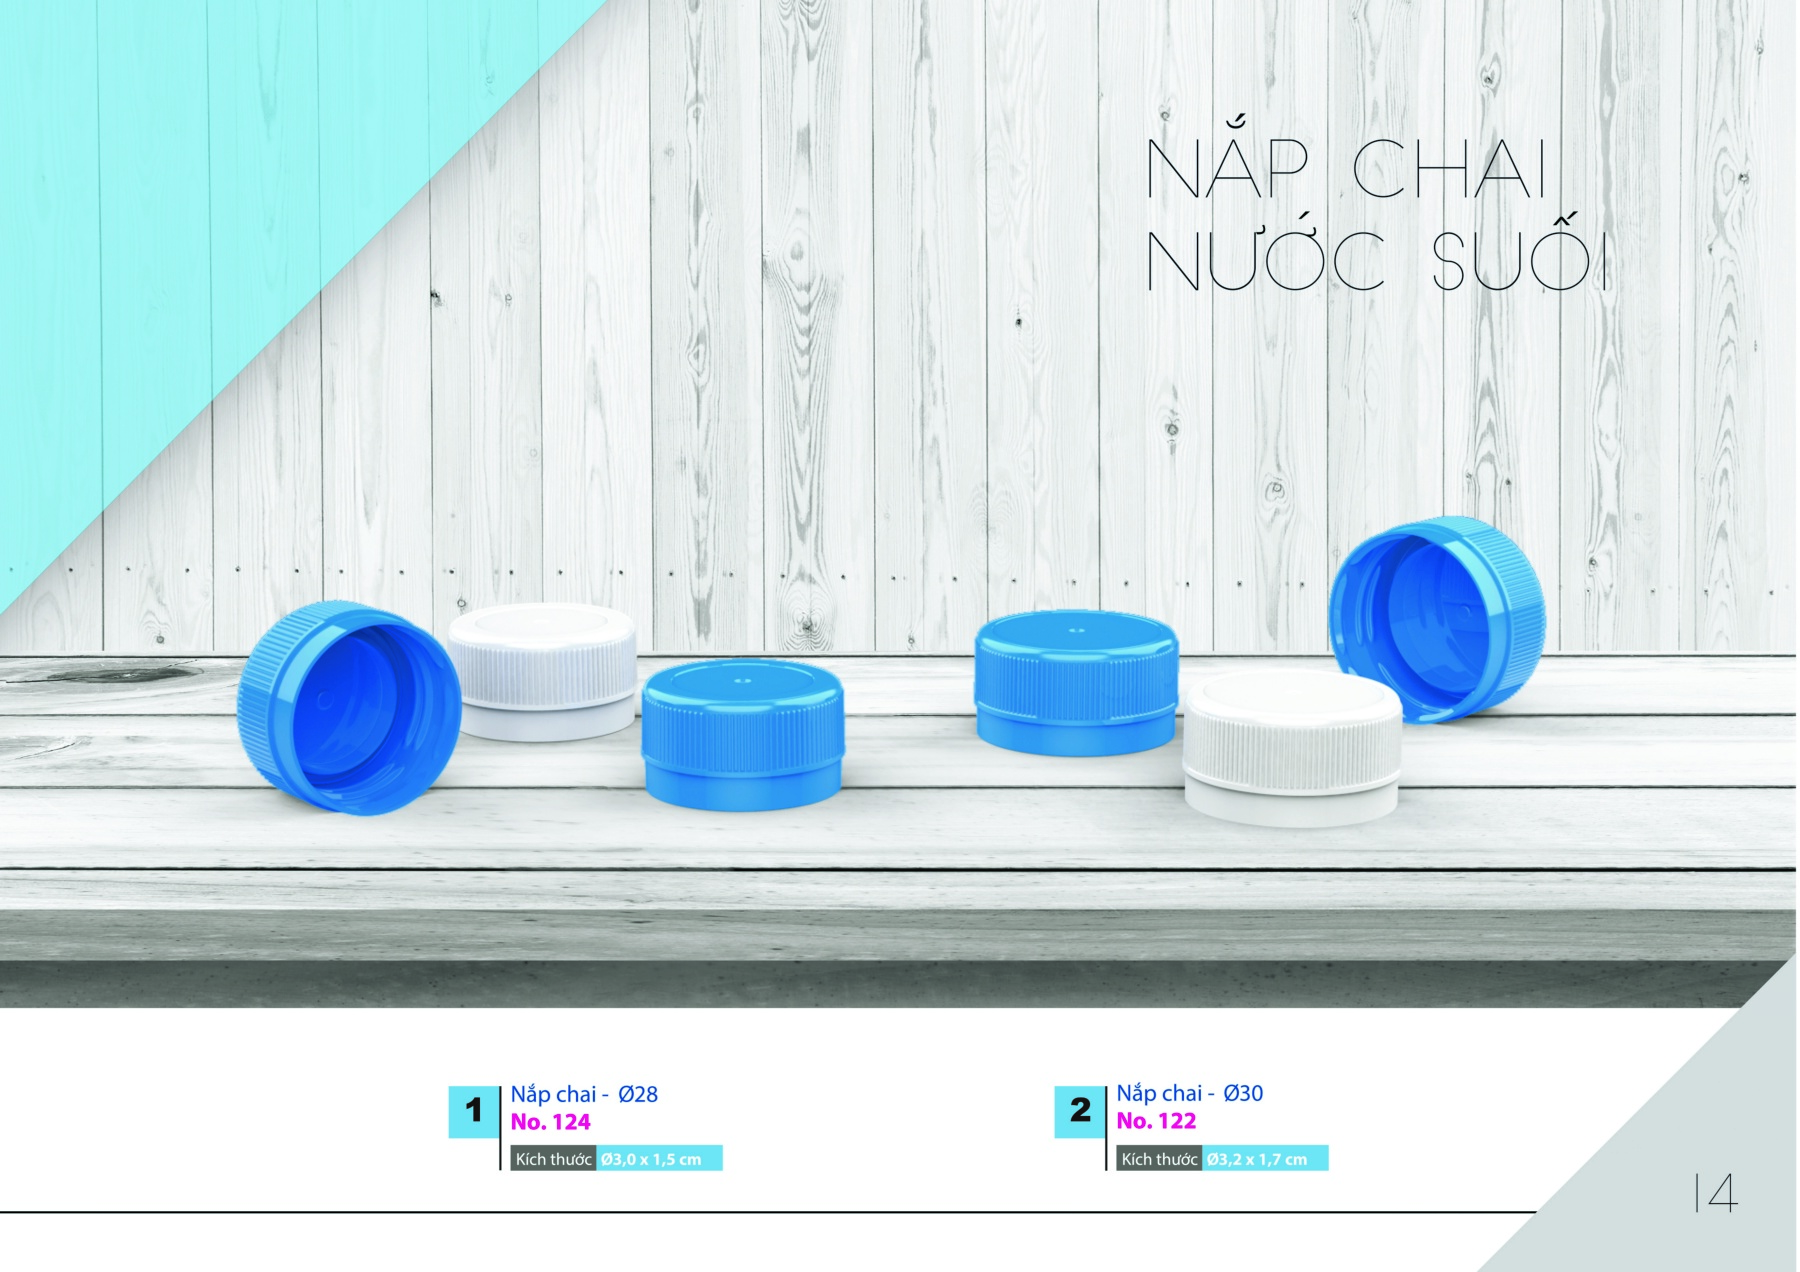 NẮP CHAI
NƯỚC SUỐI
1
Nắp chai - Ø28
No. 124
Kích thước Ø3,0 x 1,5 cm
2
Nắp chai - Ø30
No. 122
Kích thước Ø3,2 x 1,7 cm
14